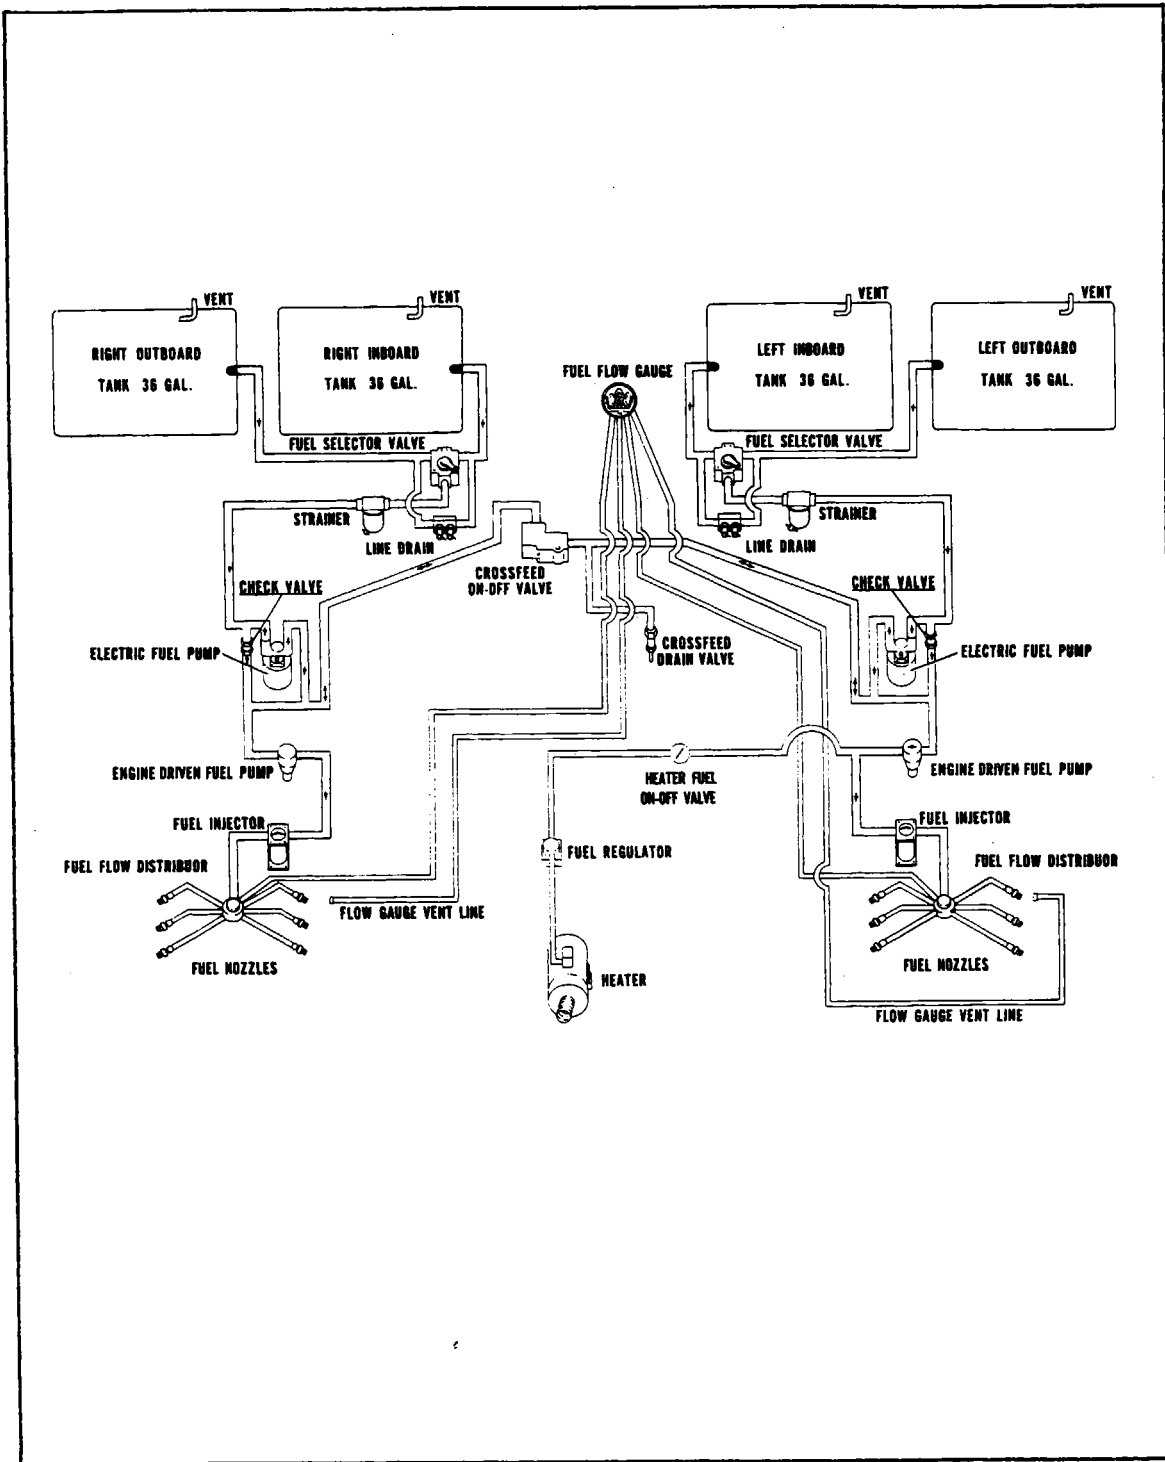 VENT
VENT
VENT
VENT
RIGHT OUTBOARD
TANK 36 GAL.
RIGHT INBOARD
TANK 36 GAL.
LEFT INBOARD
TANK 36 GAL.
LEFT OUTBOARD
TANK 36 GAL.
FUEL FLOW GAUGE
FUEL SELECTOR VALVE
FUEL SELECTOR VALVE
STRAINER
STRAINER
LINE DRAIN
LINE DRAIN
CROSSFEED
ON-OFF VALVE
CHECK VALVE
CHECK VALVE
CROSSFEED
DRAIN VALVE
ELECTRIC FUEL PUMP
ELECTRIC FUEL PUMP
ENGINE DRIVEN FUEL PUMP
HEATER FUEL
ON-OFF VALVE
ENGINE DRIVEN FUEL PUMP
FUEL INJECTOR
FUEL INJECTOR
FUEL REGULATOR
FUEL FLOW DISTRIBUOR
FUEL FLOW DISTRIBUOR
FLOW GAUGE VENT LINE
FUEL NOZZLES
FUEL NOZZLES
HEATER
FLOW GAUGE VENT LINE